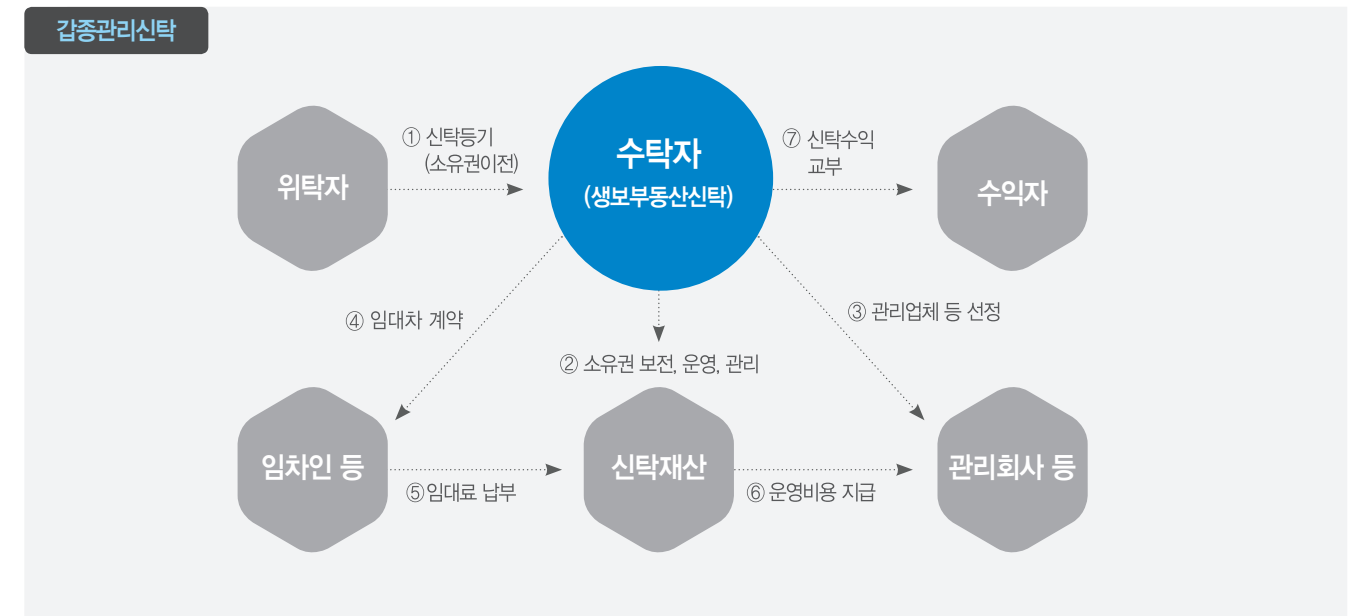 갑종관리신탁
① 신탁등기
(소유권이전)
위탁자
수탁자
(생보부동산신탁)
⑦ 신탁수익
교부
수익자
④ 임대차 계약
③ 관리업체 등 선정
② 소유권 보전, 운영, 관리
임차인 등
⑤임대료 납부
신탁재산
⑥ 운영비용 지급
관리회사 등